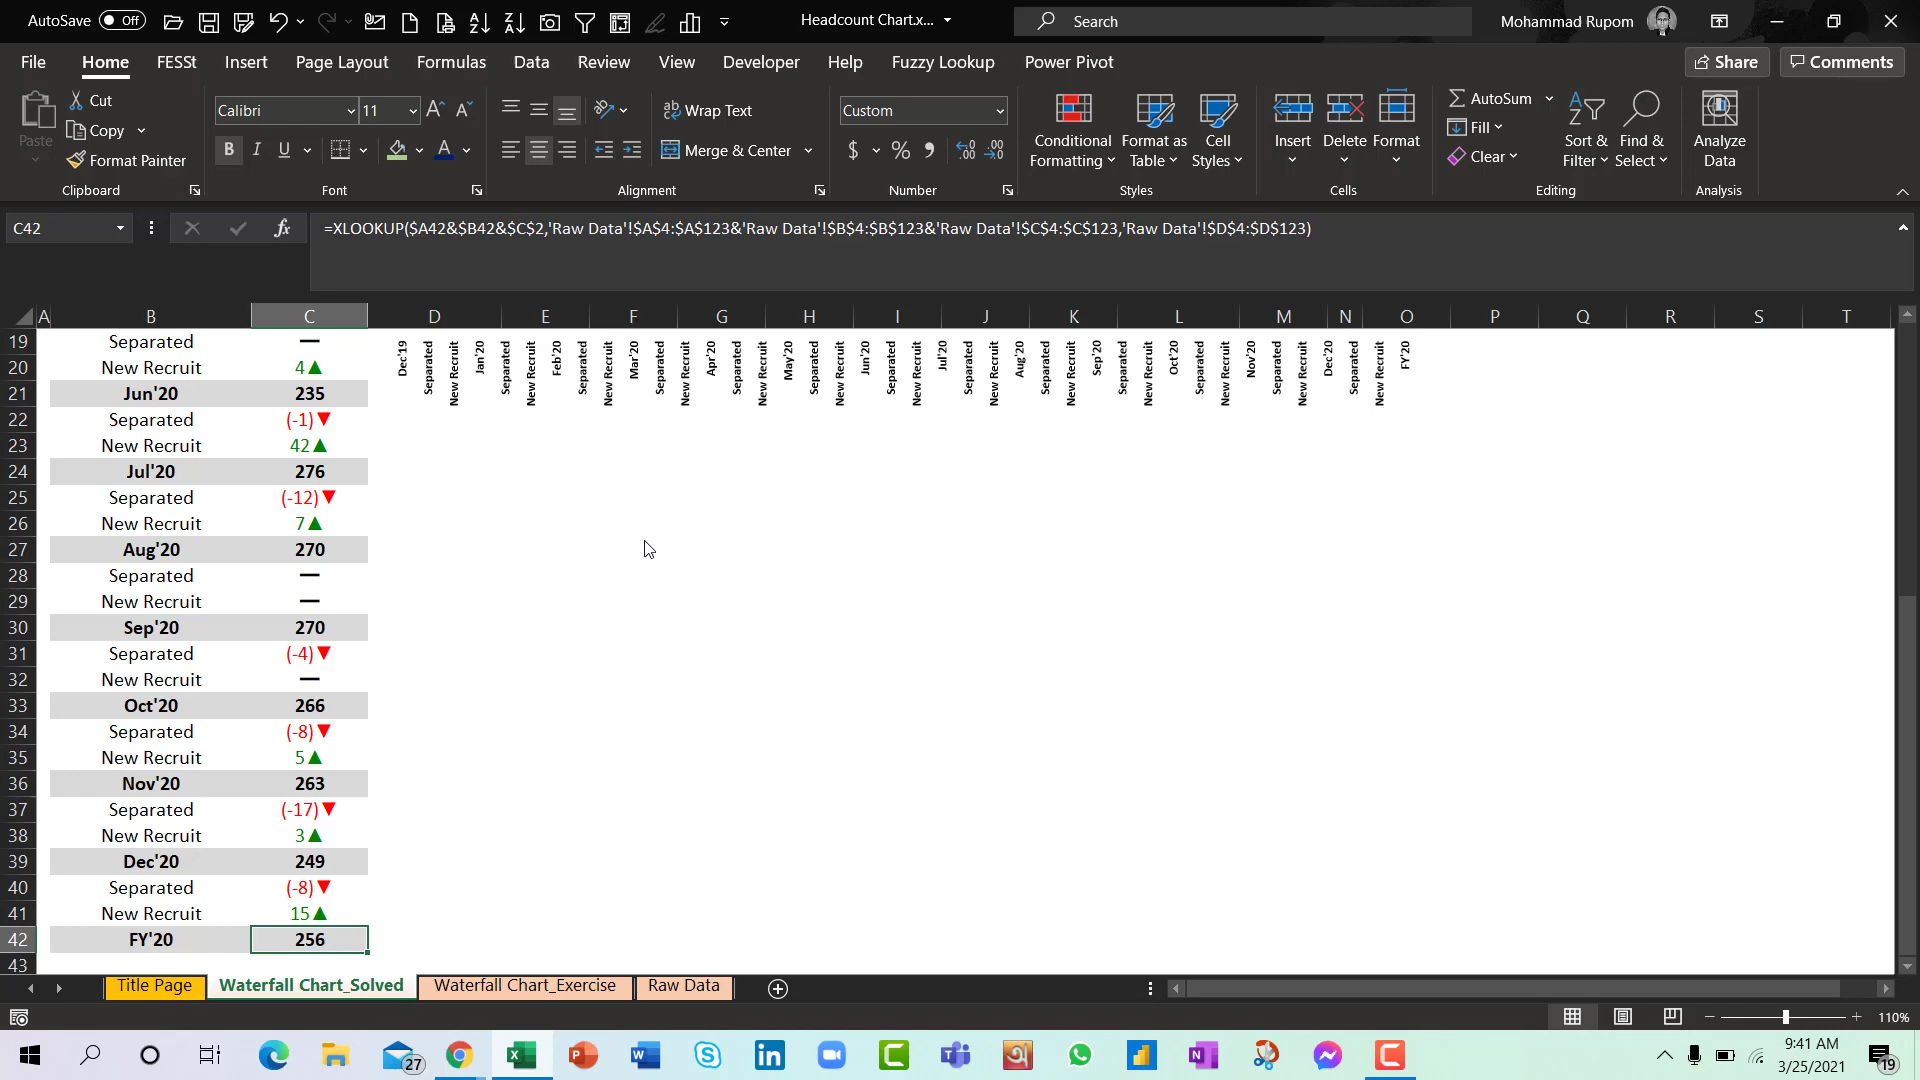 AutoSave Off Headcount Chart.x... Search Mohammad Rupom
File Home FESSt Insert Page Layout Formulas Data Review View Developer Help Fuzzy Lookup Power Pivot Share Comments
Paste
Cut
Copy
Format Painter
Clipboard
Calibri 11
B I U A
Font
Wrap Text
Merge & Center
Alignment
Custom
$ % 9
Number
Conditional Formatting
Format as Table
Cell Styles
Styles
Insert
Delete
Format
Cells
AutoSum
Fill
Clear
Sort & Filter
Find & Select
Editing
Analyze Data
Analysis
C42 fx =XLOOKUP($A42&$B42&$C$2,'Raw Data'!$A$4:$A$123&'Raw Data'!$B$4:$B$123&'Raw Data'!$C$4:$C$123,'Raw Data'!$D$4:$D$123)
A B C D E F G H I J K L M N O P Q R S T
19 Separated —
20 New Recruit 4▲
21 Jun'20 235
22 Separated (-1)▼
23 New Recruit 42▲
24 Jul'20 276
25 Separated (-12)▼
26 New Recruit 7▲
27 Aug'20 270
28 Separated —
29 New Recruit —
30 Sep'20 270
31 Separated (-4)▼
32 New Recruit —
33 Oct'20 266
34 Separated (-8)▼
35 New Recruit 5▲
36 Nov'20 263
37 Separated (-17)▼
38 New Recruit 3▲
39 Dec'20 249
40 Separated (-8)▼
41 New Recruit 15▲
42 FY'20 256
43
Dec'19 Separated New Recruit Jan'20 Separated New Recruit Feb'20 Separated New Recruit Mar'20 Separated New Recruit Apr'20 Separated New Recruit May'20 Separated New Recruit Jun'20 Separated New Recruit Jul'20 Separated New Recruit Aug'20 Separated New Recruit Sep'20 Separated New Recruit Oct'20 Separated New Recruit Nov'20 Separated New Recruit Dec'20 Separated New Recruit FY'20
Title Page Waterfall Chart_Solved Waterfall Chart_Exercise Raw Data
110%
27
9:41 AM
3/25/2021
19